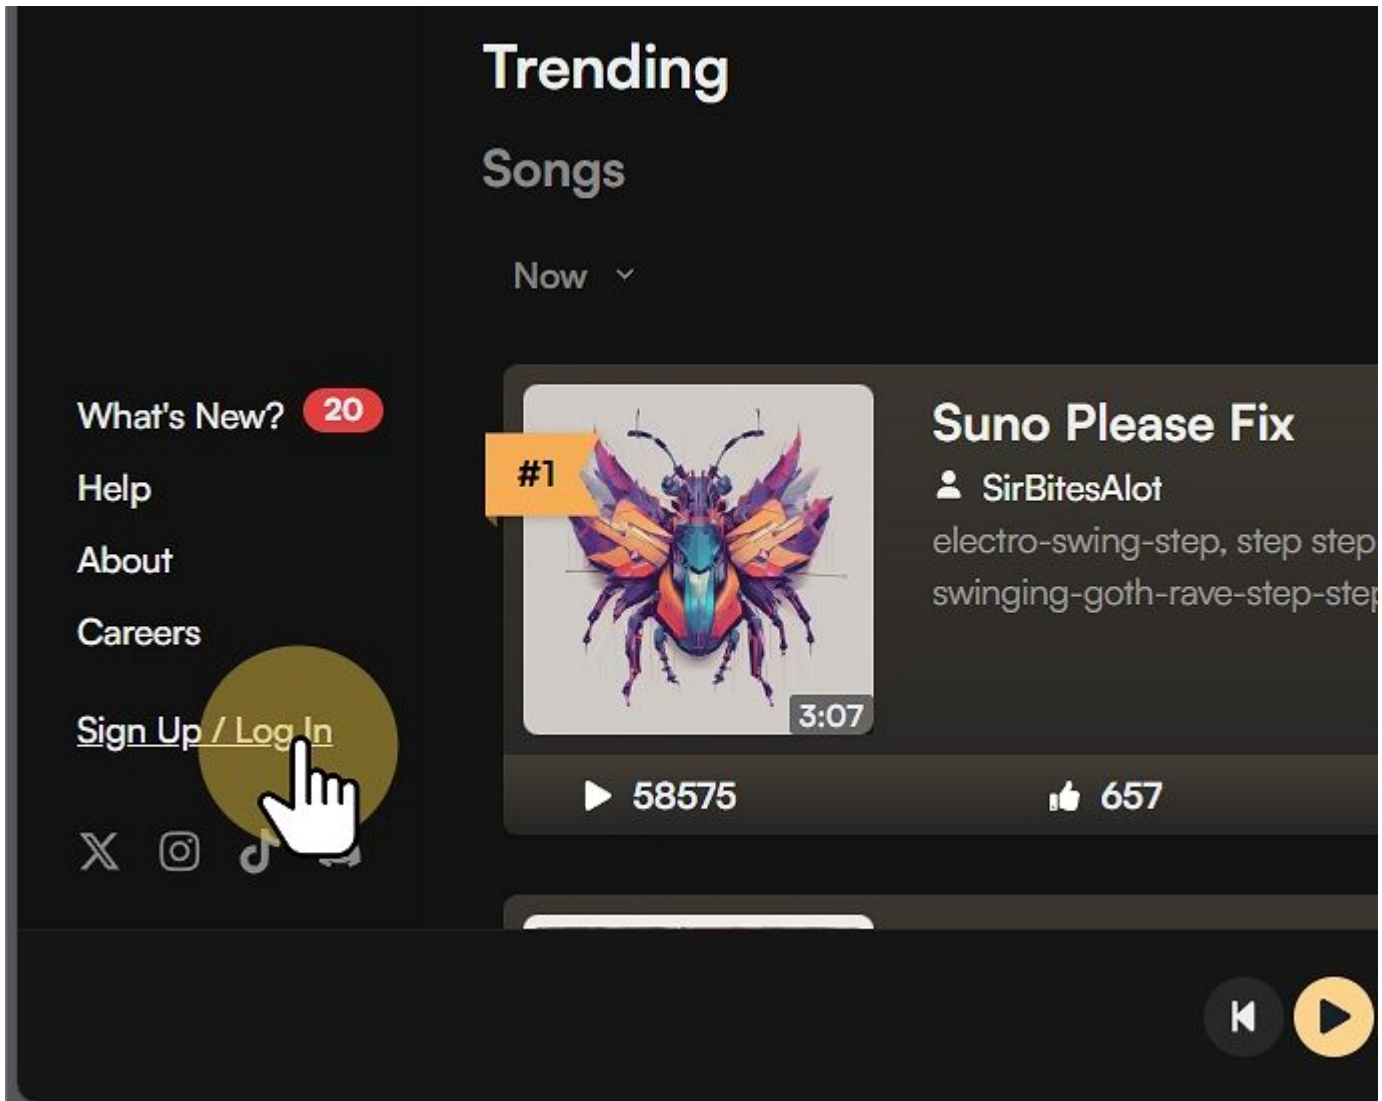 Trending
Songs
Now
What's New? 20
Help
About
Careers
Sign Up / Log In
#1
3:07
Suno Please Fix
SirBitesAlot
electro-swing-step, step step
swinging-goth-rave-step-step
58575
657